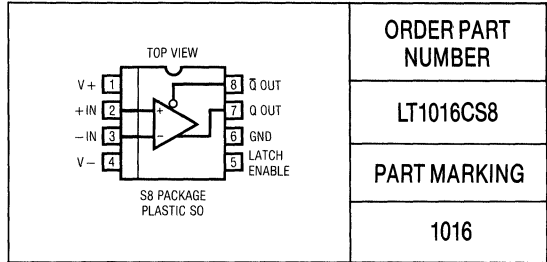 TOP VIEW
V+ 1
+IN 2
−IN 3
V− 4
+
−
8 Q̅ OUT
7 Q OUT
6 GND
5 LATCH
ENABLE
S8 PACKAGE
PLASTIC SO
ORDER PART
NUMBER
LT1016CS8
PART MARKING
1016